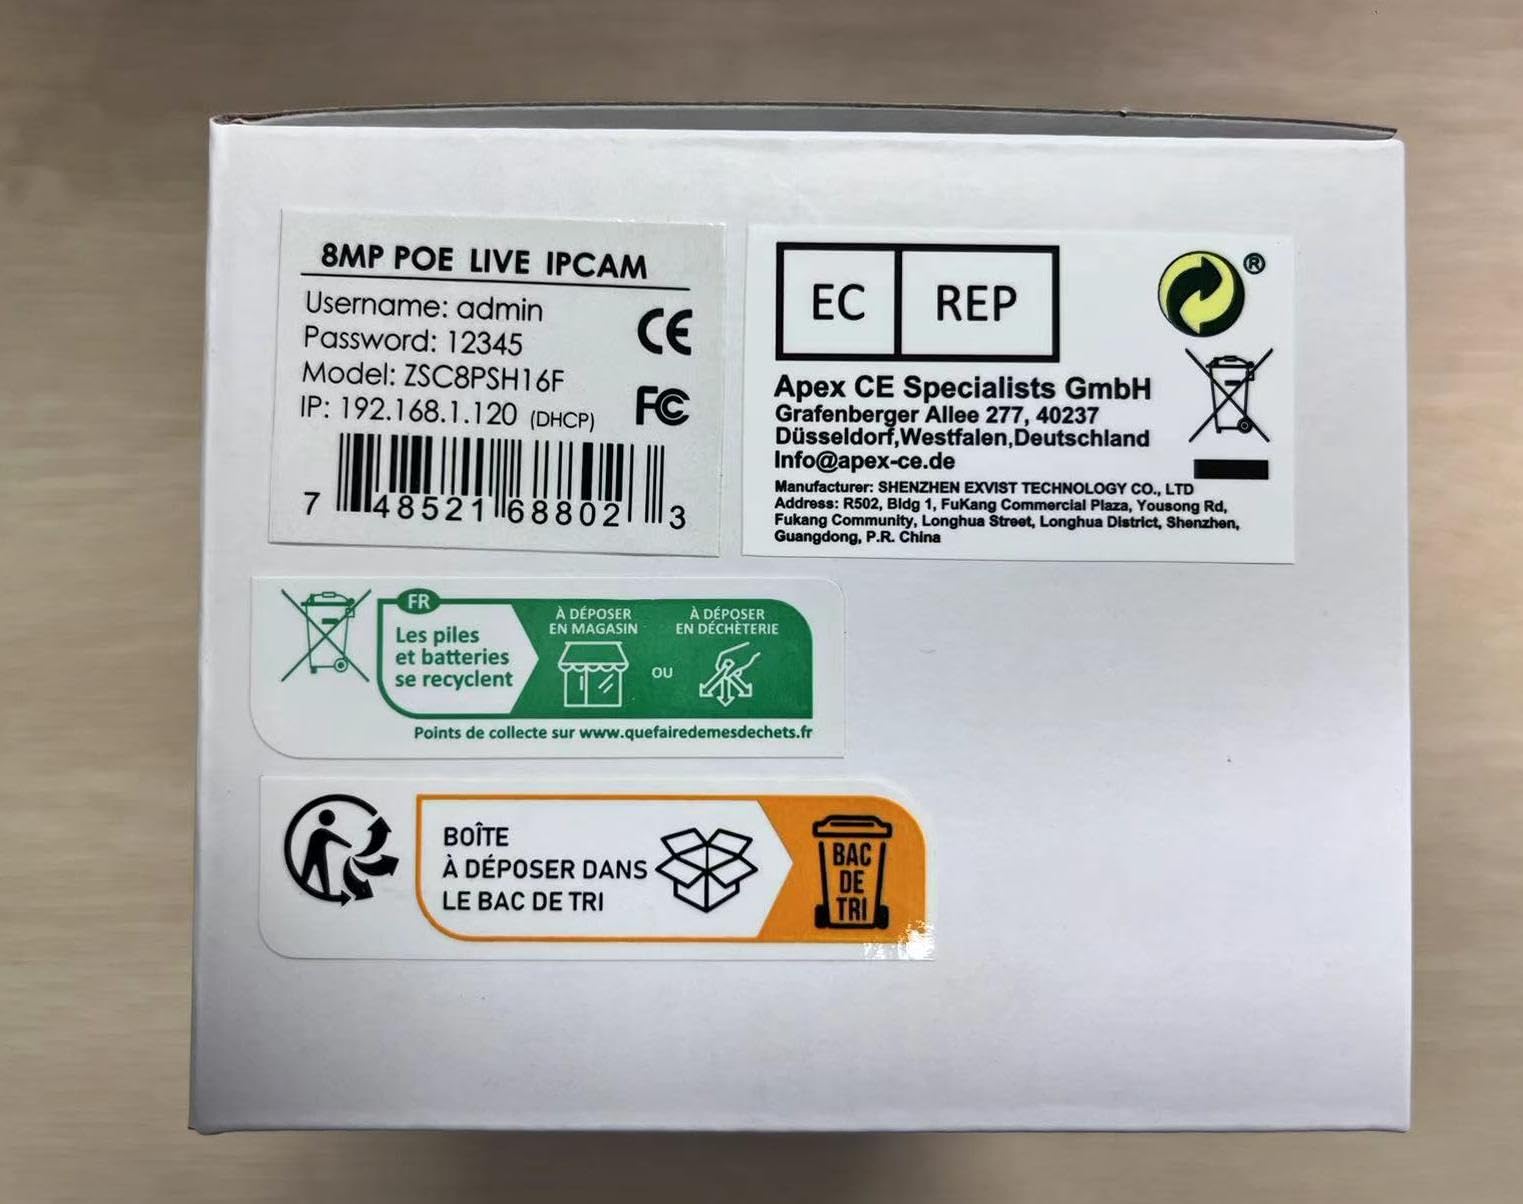 8MP POE LIVE IPCAM
Username: admin
Password: 12345
Model: ZSC8PSH16F
IP: 192.168.1.120 (DHCP)
CE
FC
7 48521 68802 3
EC REP
®
Apex CE Specialists GmbH
Grafenberger Allee 277, 40237
Düsseldorf,Westfalen,Deutschland
Info@apex-ce.de
Manufacturer: SHENZHEN EXVIST TECHNOLOGY CO., LTD
Address: R502, Bldg 1, FuKang Commercial Plaza, Yousong Rd,
Fukang Community, Longhua Street, Longhua District, Shenzhen,
Guangdong, P.R. China
FR
Les piles
et batteries
se recyclent
À DÉPOSER
EN MAGASIN
OU
À DÉPOSER
EN DÉCHÈTERIE
Points de collecte sur www.quefairedemesdechets.fr
BOÎTE
À DÉPOSER DANS
LE BAC DE TRI
BAC
DE
TRI